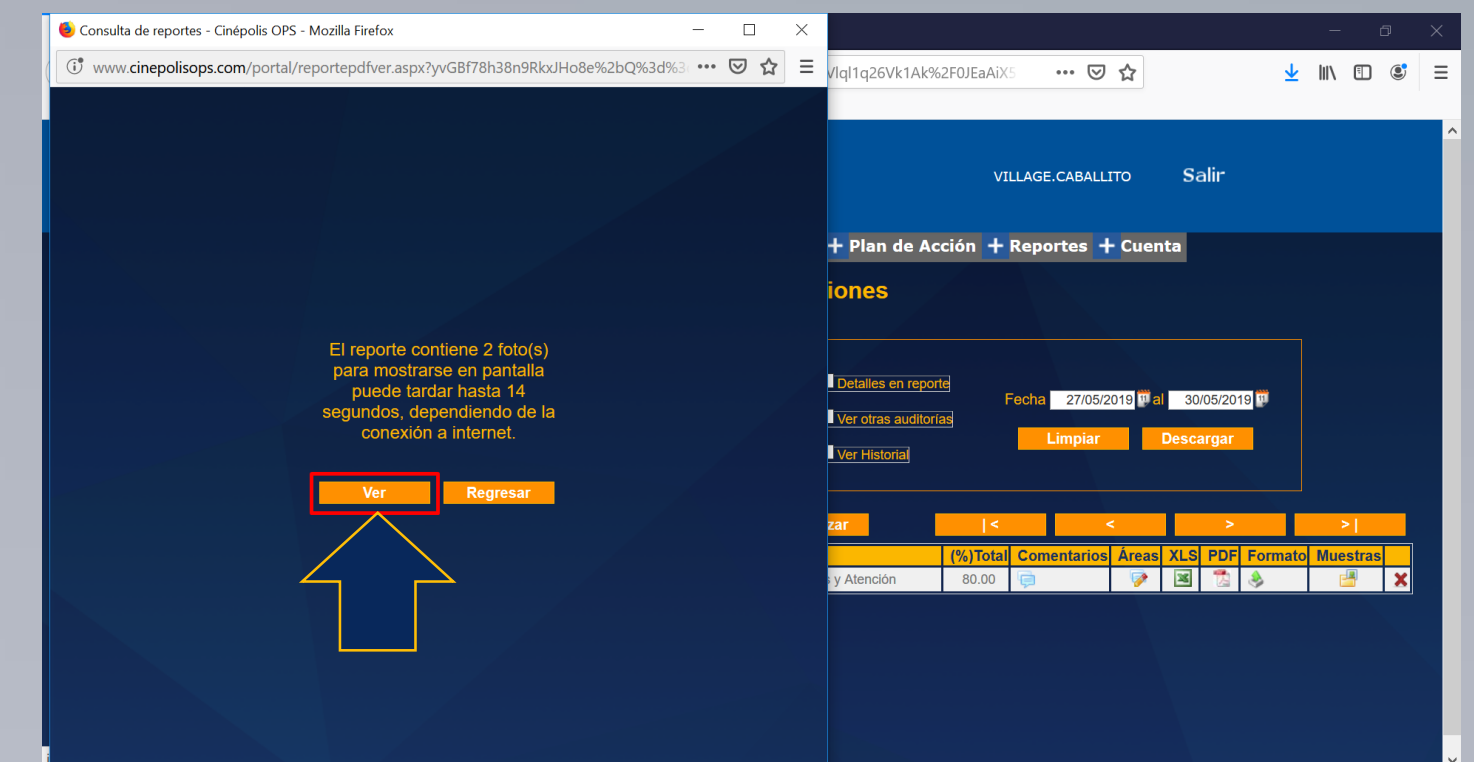 Consulta de reportes - Cinépolis OPS - Mozilla Firefox
www.cinepolisops.com/portal/reportepdfver.aspx?yvGBf78h38n9RkxJHo8e%2bQ%3d%3
El reporte contiene 2 foto(s)
para mostrarse en pantalla
puede tardar hasta 14
segundos, dependiendo de la
conexión a internet.
Ver Regresar
Vlql1q26Vk1Ak%2F0JEaAiX5
VILLAGE.CABALLITO Salir
+ Plan de Acción + Reportes + Cuenta
iones
Detalles en reporte
Fecha 27/05/2019 al 30/05/2019
Ver otras auditorías
Limpiar Descargar
Ver Historial
zar |< < > >|
(%)Total Comentarios Áreas XLS PDF Formato Muestras
s y Atención 80.00